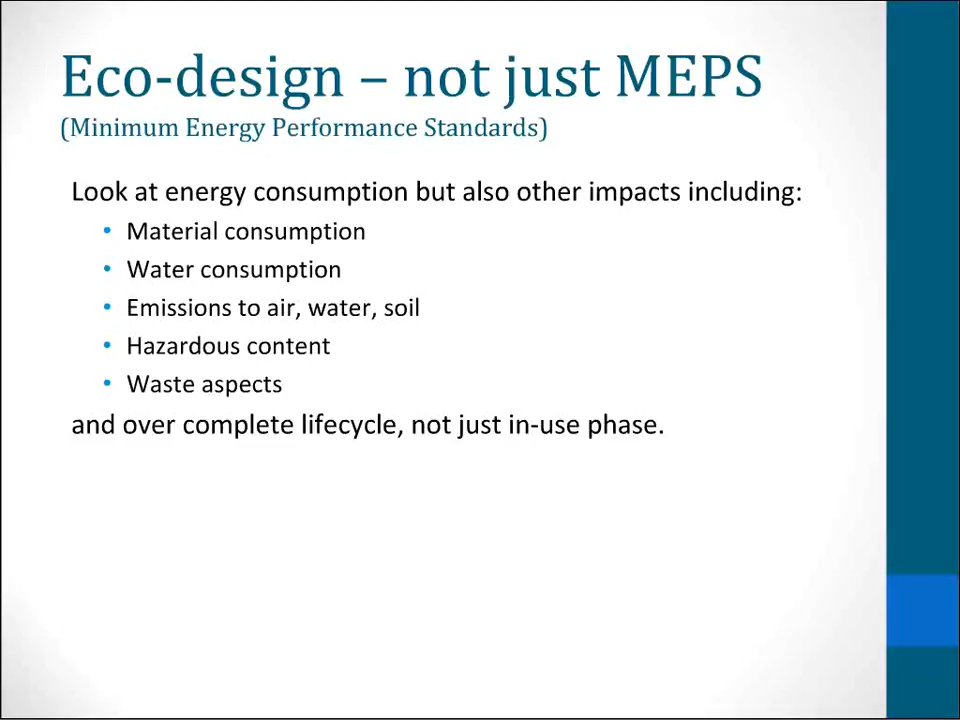 Eco-design – not just MEPS
(Minimum Energy Performance Standards)
Look at energy consumption but also other impacts including:
• Material consumption
• Water consumption
• Emissions to air, water, soil
• Hazardous content
• Waste aspects
and over complete lifecycle, not just in-use phase.